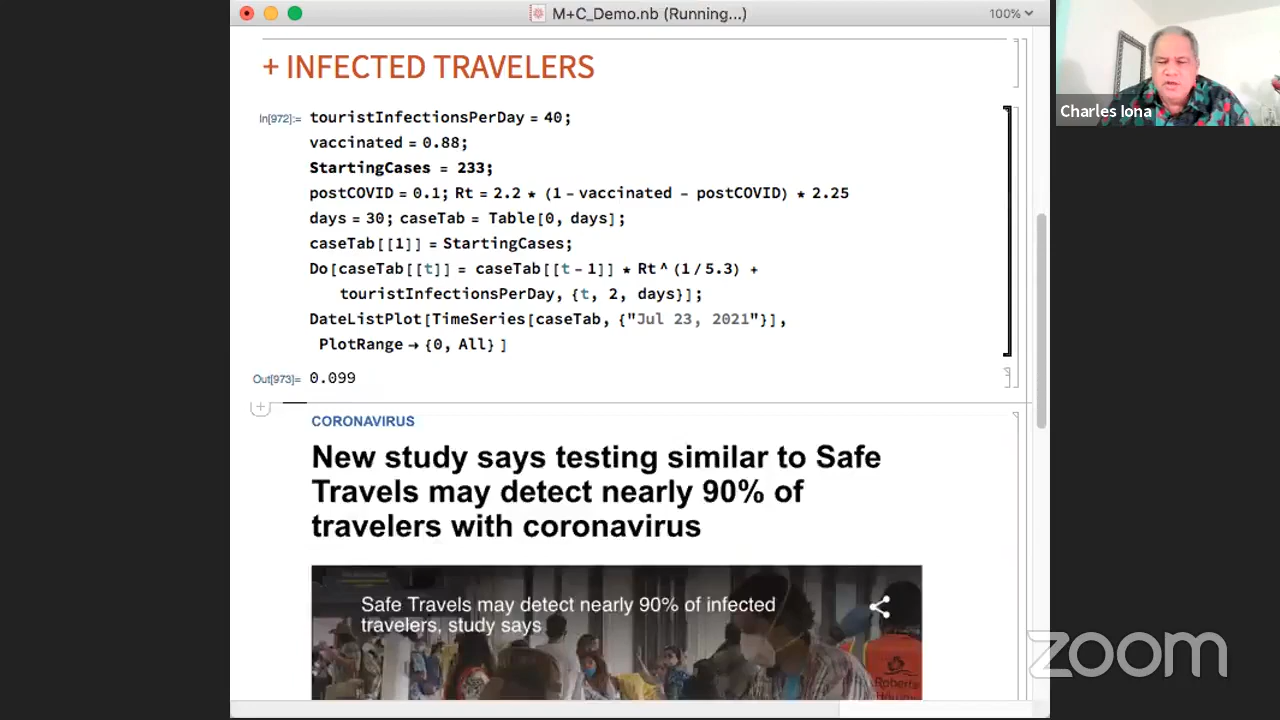 M+C_Demo.nb (Running...)
100%
Charles Iona
+ INFECTED TRAVELERS
In[972]:= touristInfectionsPerDay = 40;
vaccinated = 0.88;
StartingCases = 233;
postCOVID = 0.1; Rt = 2.2 * (1 - vaccinated - postCOVID) * 2.25
days = 30; caseTab = Table[0, days];
caseTab[[1]] = StartingCases;
Do[caseTab[[t]] = caseTab[[t - 1]] * Rt^(1/5.3) +
touristInfectionsPerDay, {t, 2, days}];
DateListPlot[TimeSeries[caseTab, {"Jul 23, 2021"}],
PlotRange → {0, All} ]
Out[973]= 0.099
CORONAVIRUS
New study says testing similar to Safe
Travels may detect nearly 90% of
travelers with coronavirus
Safe Travels may detect nearly 90% of infected
travelers, study says
Roberts
zoom